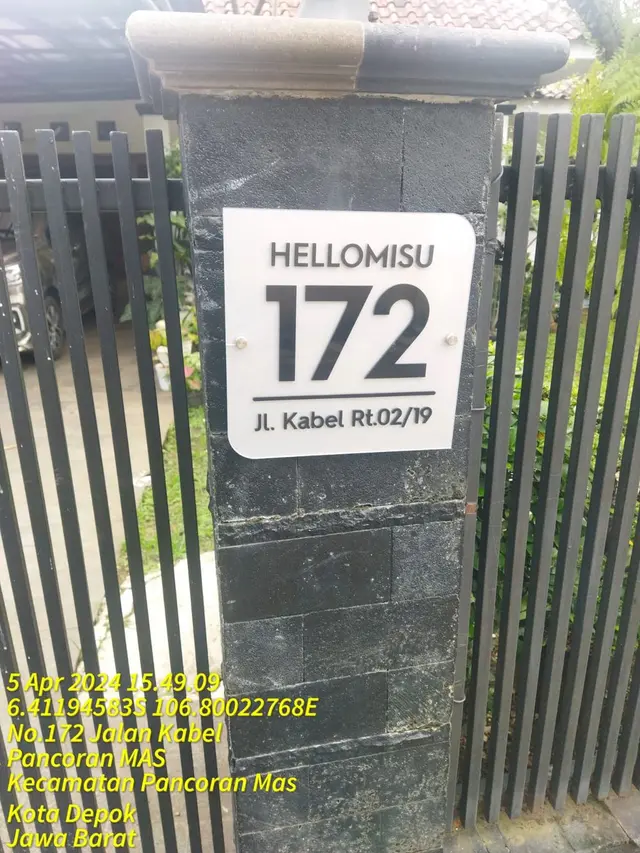 HELLOMISU
172
Jl. Kabel Rt.02/19
5 Apr 2024 15.49.09
6.41194583S 106.80022768E
No.172 Jalan Kabel
Pancoran MAS
Kecamatan Pancoran Mas
Kota Depok
Jawa Barat